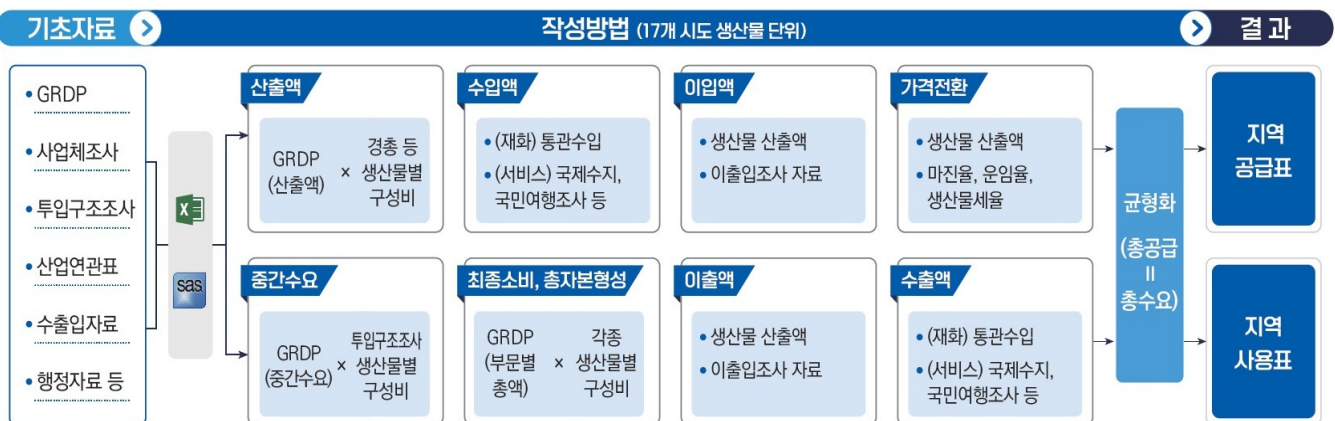 기초자료
작성방법 (17개 시도 생산물 단위)
결 과
• GRDP
• 사업체조사
• 투입구조조사
• 산업연관표
• 수출입자료
• 행정자료 등
X
sas
산출액
GRDP
(산출액)
×
경총 등
생산물별
구성비
수입액
• (재화) 통관수입
• (서비스) 국제수지,
국민여행조사 등
이입액
• 생산물 산출액
• 이출입조사 자료
가격전환
• 생산물 산출액
• 마진율, 운임율,
생산물세율
중간수요
GRDP
(중간수요)
×
투입구조조사
생산물별
구성비
최종소비, 총자본형성
GRDP
(부문별
총액)
×
각종
생산물별
구성비
이출액
• 생산물 산출액
• 이출입조사 자료
수출액
• (재화) 통관수입
• (서비스) 국제수지,
국민여행조사 등
균형화
(총공급
=
총수요)
지역
공급표
지역
사용표